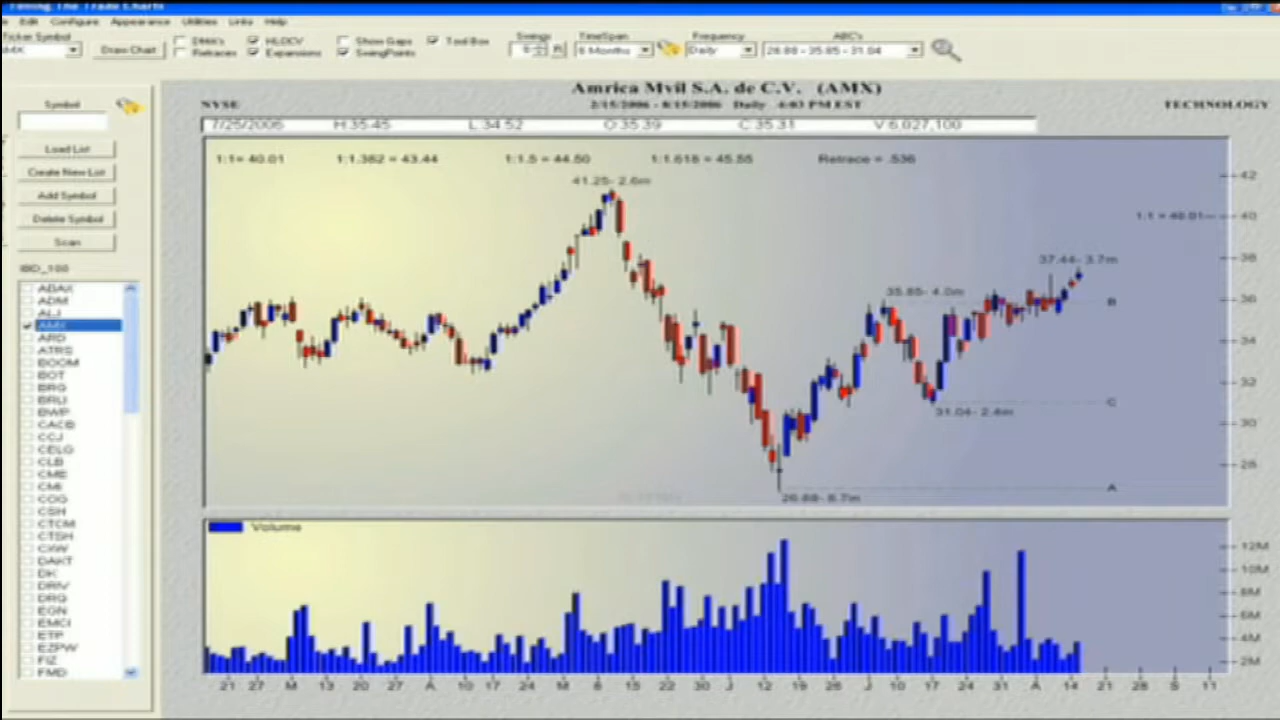 Timing The Trade Charts
Edit Configure Appearance Utilities Links Help
Ticker Symbol
AMX
Draw Chart
DMA's
Retraces
HLOCV
Expansions
Show Gaps
SwingPoints
Tool Box
Swings
TimeSpan
6 Months
Frequency
Daily
ABC's
26.88 - 35.85 - 31.04
Amrica Mvil S.A. de C.V. (AMX)
NYSE
2/15/2006 - 8/15/2006 Daily 4:03 PM EST
TECHNOLOGY
7/25/2006 H:35.45 L:34.52 O:35.39 C:35.31 V:6,027,100
Symbol
Load List
Create New List
Add Symbol
Delete Symbol
Scan
IBD_100
ABAX
ADM
ALJ
AMX
ARD
ATRS
BOOM
BOT
BRG
BRLI
BWP
CACB
CCJ
CELG
CLB
CME
CMI
COG
CSH
CTCM
CTSH
CXW
DAKT
DK
DRIV
DRQ
EGN
EMCI
ETP
EZPW
FIZ
FMD
1:1= 40.01 1:1.382 = 43.44 1:1.5 = 44.50 1:1.618 = 45.55 Retrace = .536
41.25- 2.6m
1:1 = 40.01
37.44- 3.7m
35.85- 4.0m
B
31.04- 2.4m
C
26.88- 6.7m
A
42
40
38
36
34
32
30
28
Volume
12M
10M
8M
6M
4M
2M
21 27 M 13 20 27 A 10 17 24 M 8 15 22 30 J 12 19 26 J 10 17 24 31 A 14 21 28 S 11